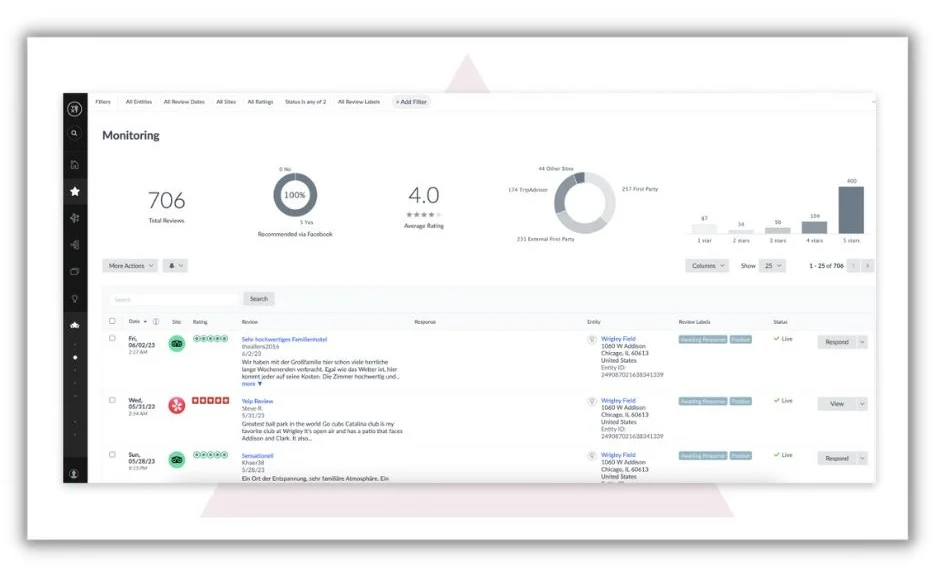 Filters All Entities All Review Dates All Sites All Ratings Status is any of 2 All Review Labels + Add Filter
Monitoring
706
Total Reviews
0 No
100%
5 Yes
Recommended via Facebook
4.0
Average Rating
44 Other Sites
174 TripAdvisor
257 First Party
231 External First Party
87
34
400
1 star
2 stars
3 stars
4 stars
5 stars
More Actions
Columns
Show
25
1 - 25 of 706
Search
Search
Date Site Rating Review Response Entity Review Labels Status
Fri,
06/02/23
2:27 AM
Sehr hochwertiges Familienhotel
theallers2016
6/2/23
Wir haben mit der Großfamilie hier schon viele herrliche
lange Wochenenden verbracht. Egal wie das Wetter ist, hier
kommt jeder auf seine Kosten. Die Zimmer hochwertig und...
more
Wrigley Field
1060 W Addison
Chicago, IL 60613
United States
Entity ID:
249087021638341339
Awaiting Response Positive
Live
Respond
Wed,
05/31/23
2:54 AM
Yelp Review
Steve R.
5/31/23
Greatest ball park in the world Go cubs Catalina club is my
favorite club at Wrigley It's open air and has a patio that faces
Addison and Clark. It also...
Wrigley Field
1060 W Addison
Chicago, IL 60613
United States
Entity ID:
249087021638341339
Awaiting Response Positive
Live
View
Sun,
05/28/23
Sensationell
Khser38
5/28/23
Ein Ort der Entspannung, sehr familiäre Atmosphäre. Ein
Wrigley Field
1060 W Addison
Chicago, IL 60613
United States
Awaiting Response Positive
Live
Respond